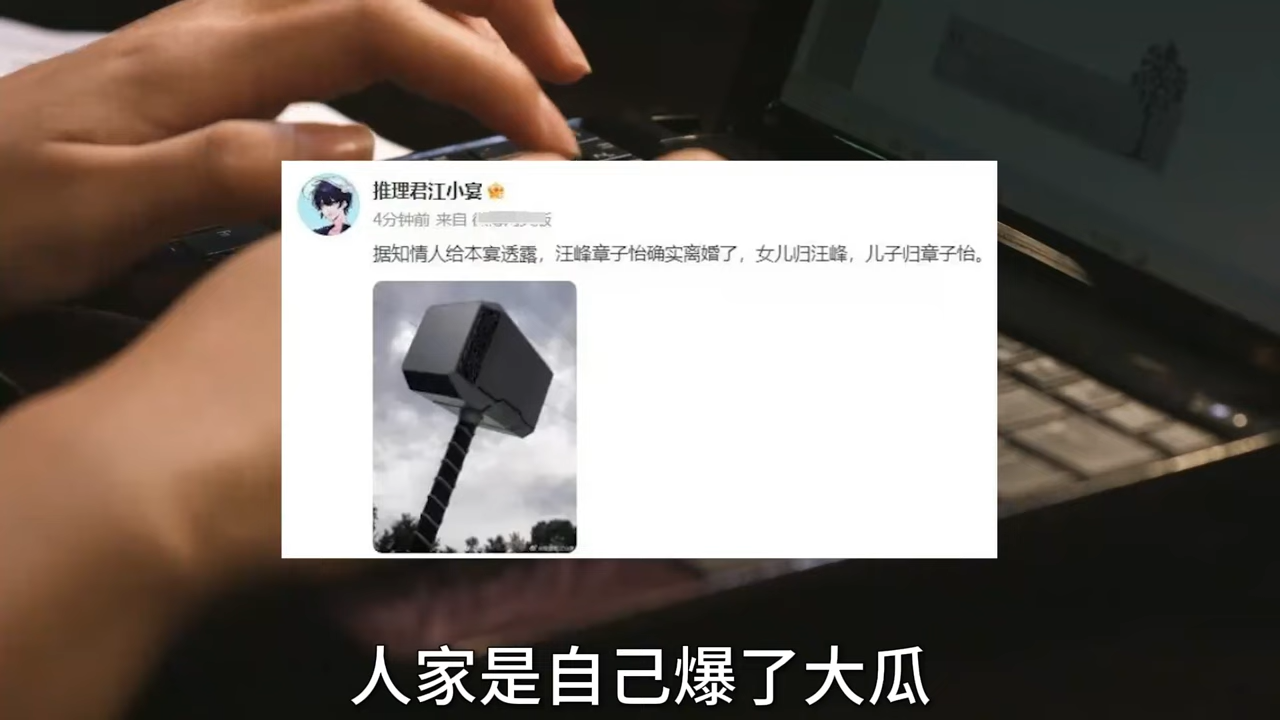 推理君江小宴
4分钟前 来自
据知情人给本宴透露，汪峰章子怡确实离婚了，女儿归汪峰，儿子归章子怡。
人家是自己爆了大瓜